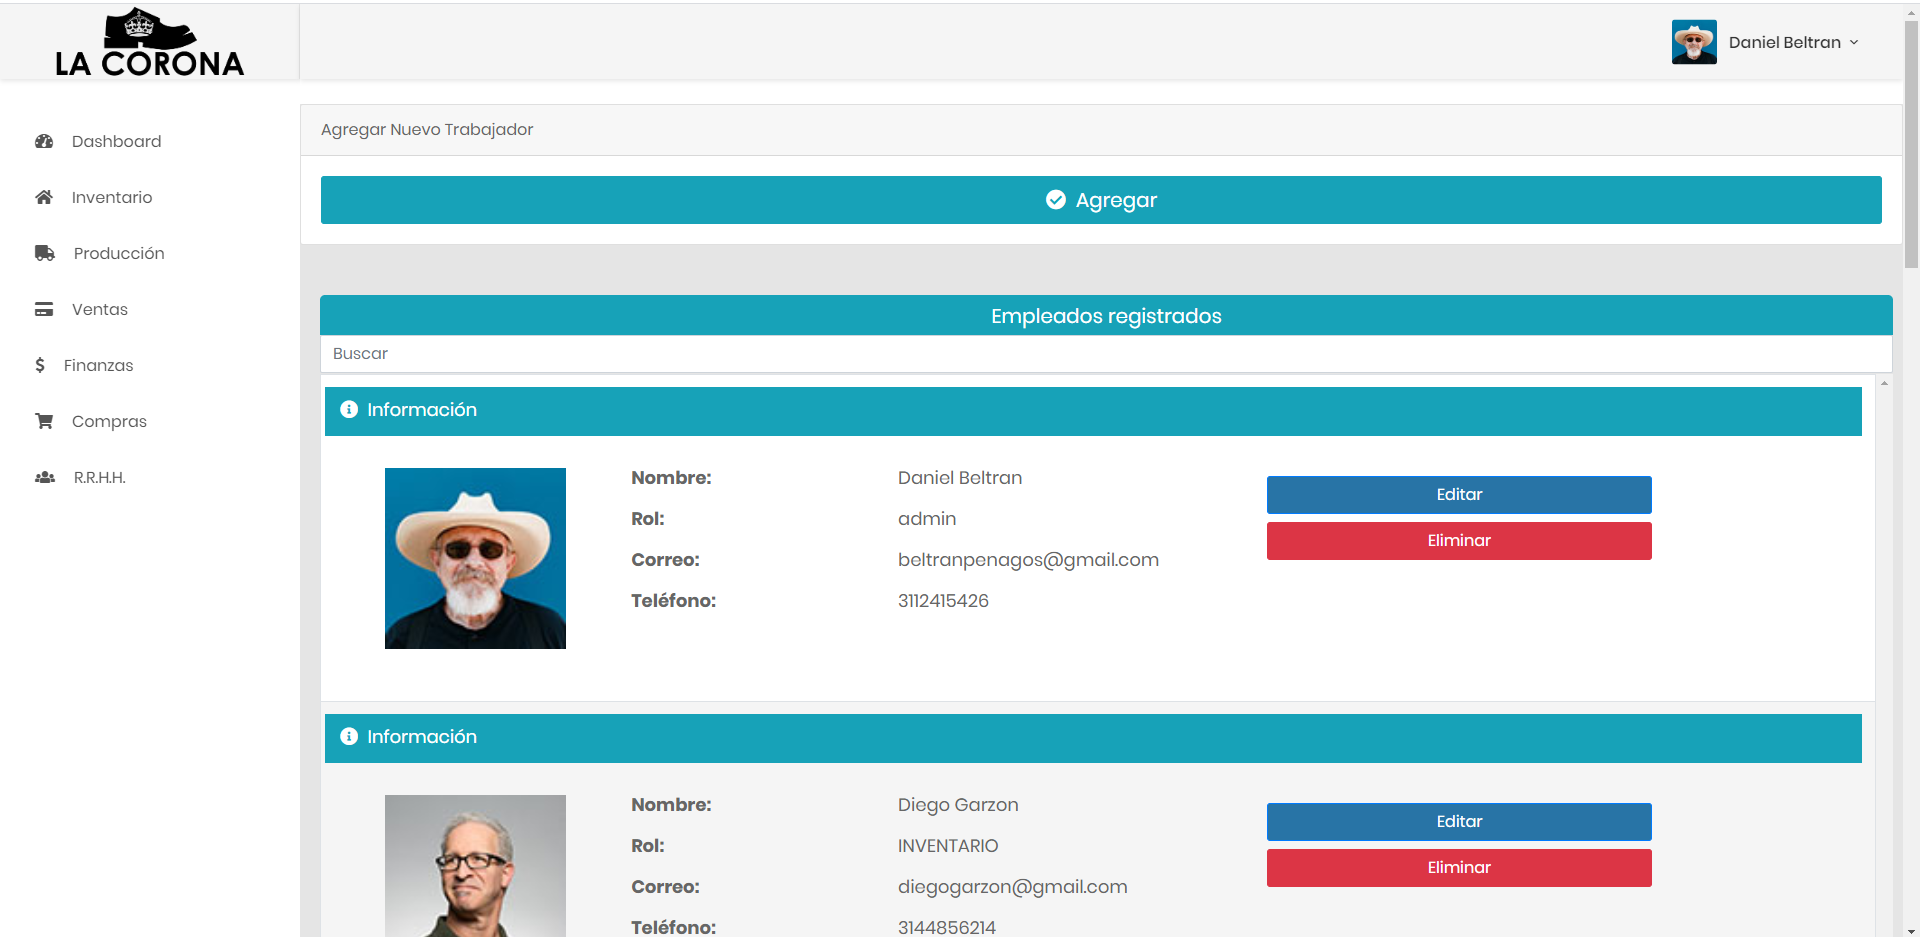 LA CORONA
Daniel Beltran
Dashboard
Inventario
Producción
Ventas
Finanzas
Compras
R.R.H.H.
Agregar Nuevo Trabajador
Agregar
Empleados registrados
Buscar
Información
Nombre: Daniel Beltran
Rol: admin
Correo: beltranpenagos@gmail.com
Teléfono: 3112415426
Editar
Eliminar
Información
Nombre: Diego Garzon
Rol: INVENTARIO
Correo: diegogarzon@gmail.com
Teléfono: 3144856214
Editar
Eliminar